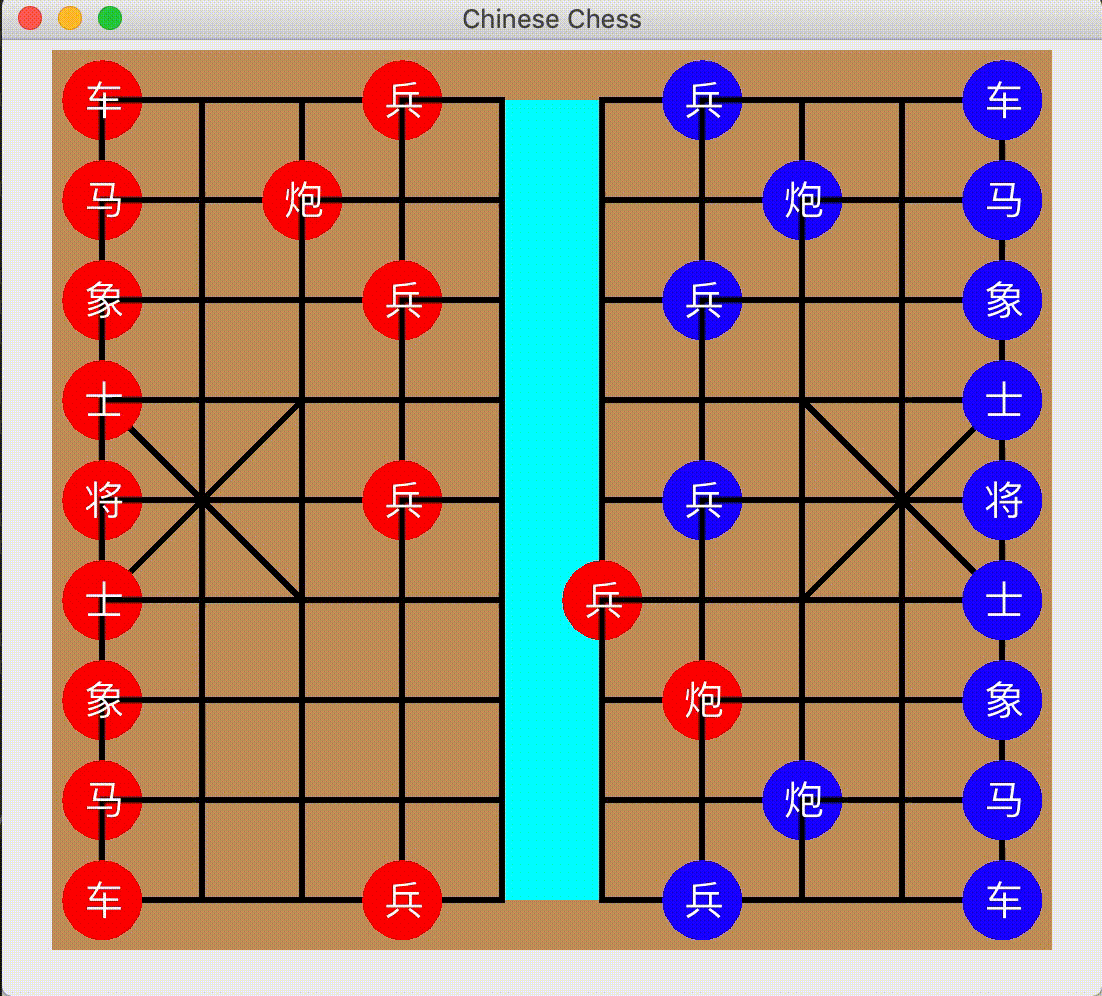 Chinese Chess
车 兵 兵 车
马 炮 炮 马
象 兵 兵 象
士 士
将 兵 兵 将
士 兵 士
象 炮 象
马 炮 马
车 兵 兵 车